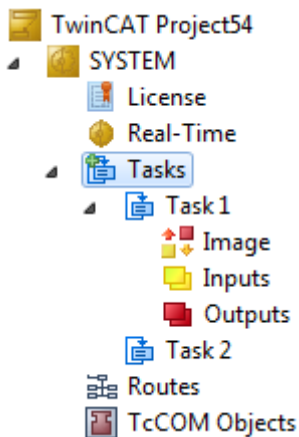 TwinCAT Project54
SYSTEM
License
Real-Time
Tasks
Task 1
Image
Inputs
Outputs
Task 2
Routes
TcCOM Objects